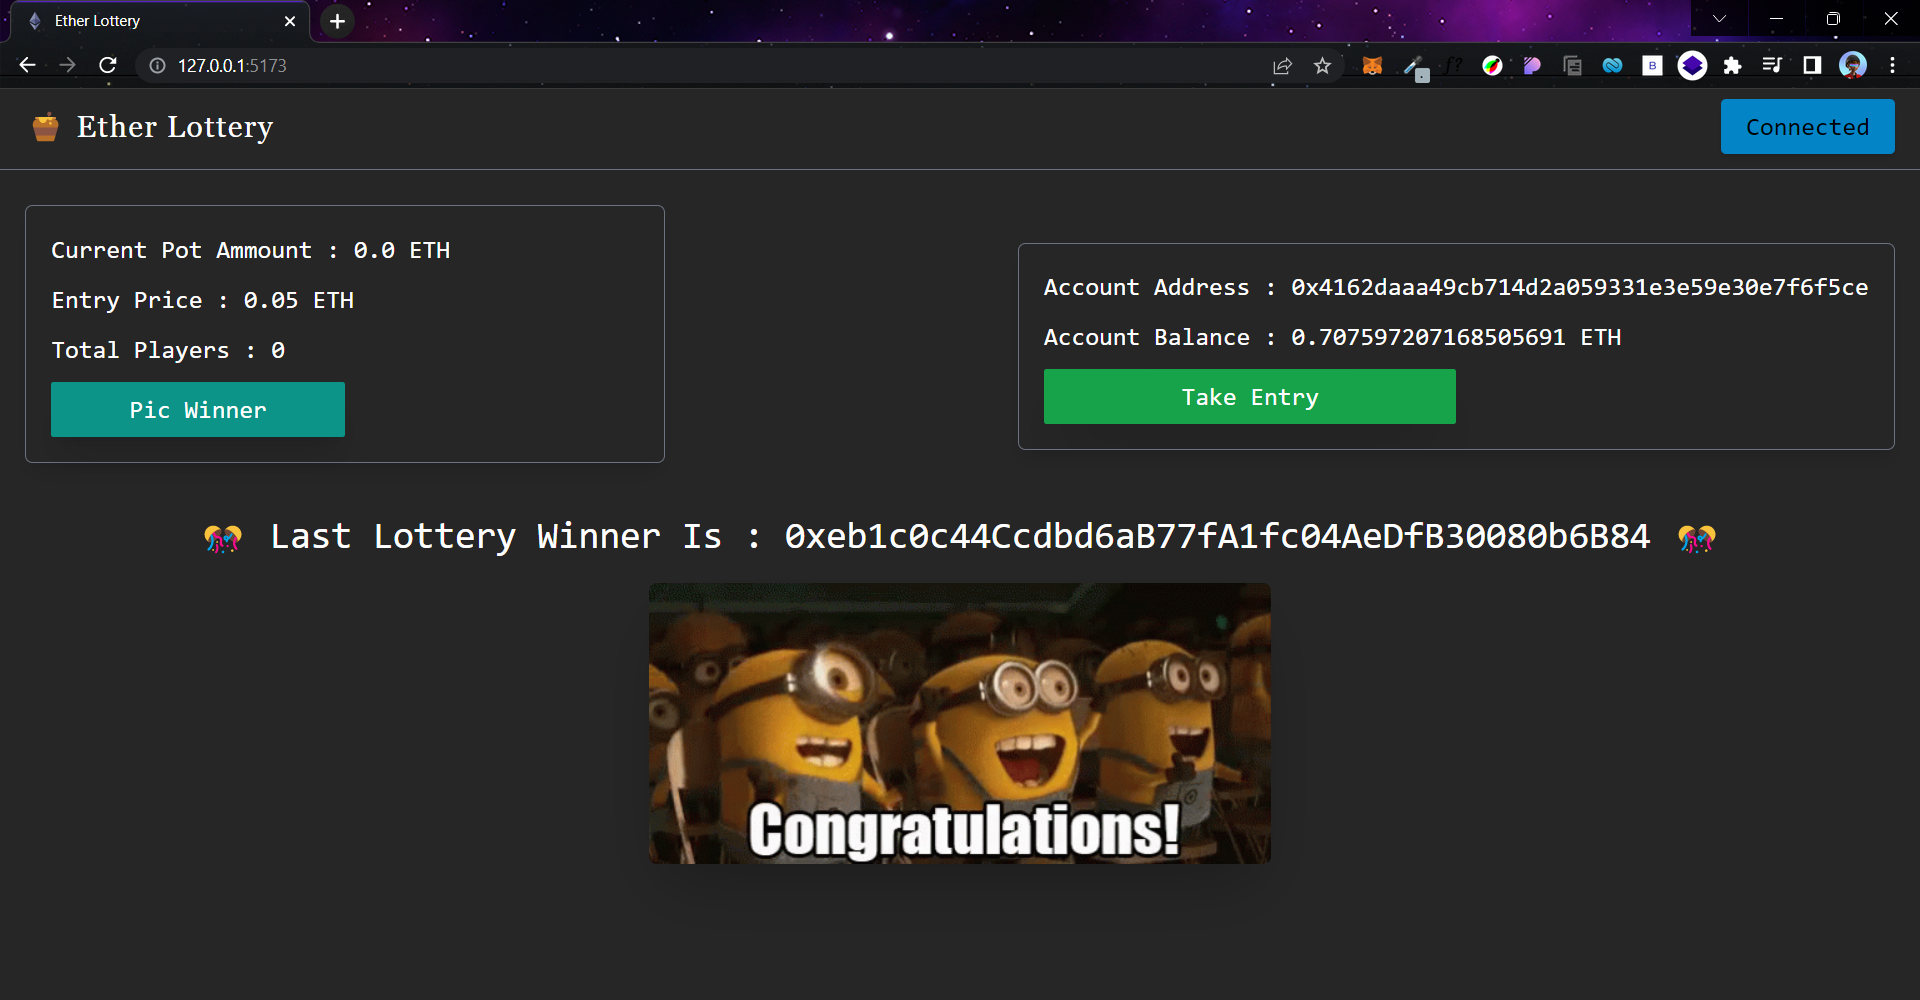 Ether Lottery
127.0.0.1:5173
Ether Lottery
Connected
Current Pot Ammount : 0.0 ETH
Entry Price : 0.05 ETH
Total Players : 0
Pic Winner
Account Address : 0x4162daaa49cb714d2a059331e3e59e30e7f6f5ce
Account Balance : 0.707597207168505691 ETH
Take Entry
Last Lottery Winner Is : 0xeb1c0c44Ccdbd6aB77fA1fc04AeDfB30080b6B84
Congratulations!